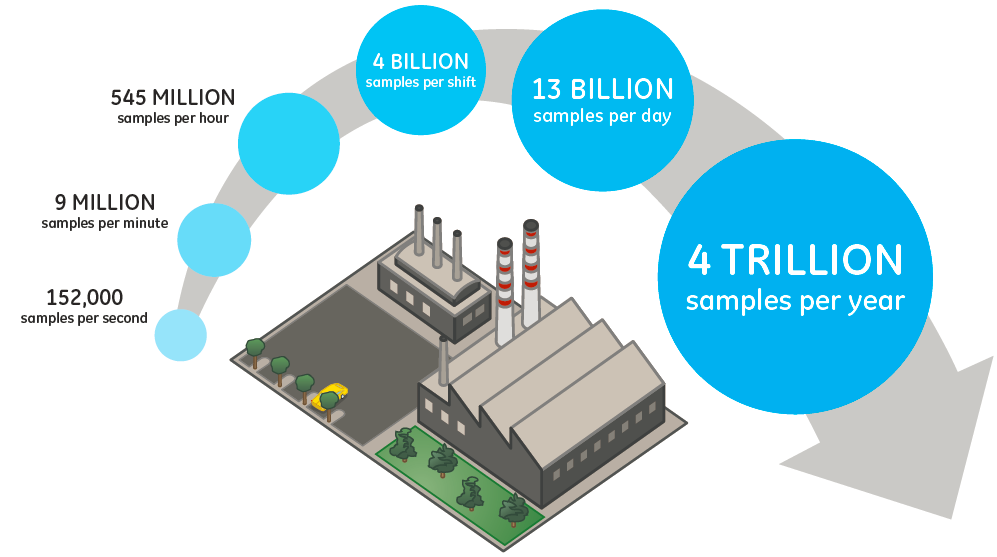 152,000
samples per second
9 MILLION
samples per minute
545 MILLION
samples per hour
4 BILLION
samples per shift
13 BILLION
samples per day
4 TRILLION
samples per year